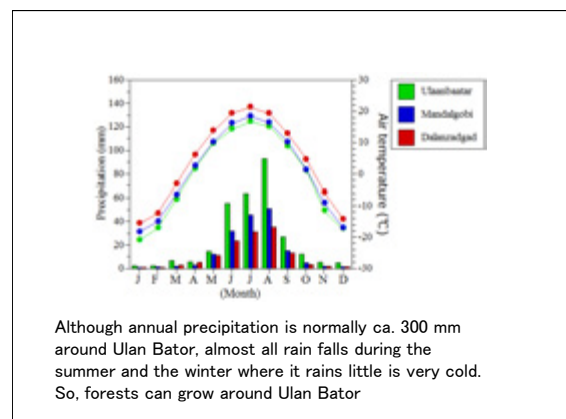 160
140
120
100
80
60
40
20
0
Precipitation (mm)
30
20
10
0
-10
-20
-30
Air temperature (℃)
J F M A M J J A S O N D
(Month)
Ulaanbaatar
Mandalgobi
Dalanzadgad
Although annual precipitation is normally ca. 300 mm
around Ulan Bator, almost all rain falls during the
summer and the winter where it rains little is very cold.
So, forests can grow around Ulan Bator